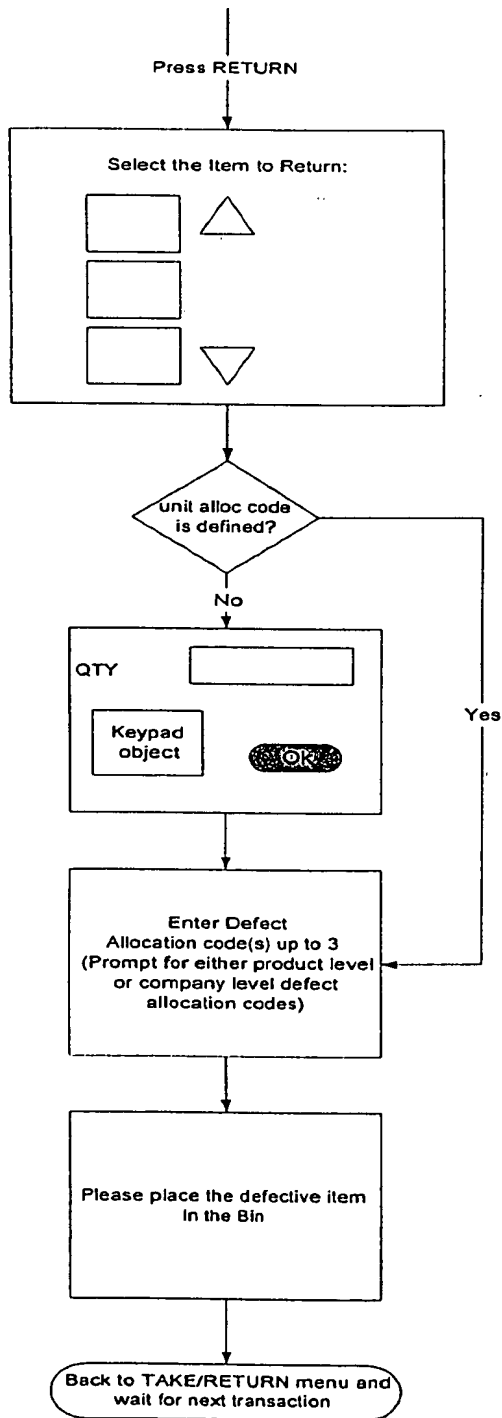 Press RETURN
Select the Item to Return:
unit alloc code
is defined?
No
QTY
Yes
Keypad
object
OK
Enter Defect
Allocation code(s) up to 3
(Prompt for either product level
or company level defect
allocation codes)
Please place the defective item
In the Bin
Back to TAKE/RETURN menu and
wait for next transaction